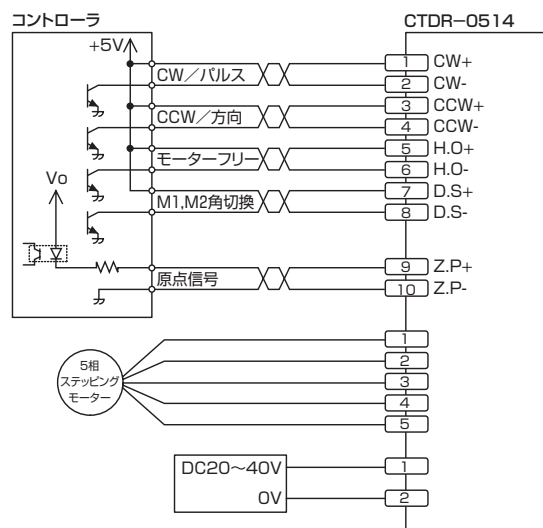 コントローラ
CTDR-0514
+5V
CW/パルス
1 CW+
2 CW-
CCW/方向
3 CCW+
4 CCW-
モーターフリー
5 H.O+
6 H.O-
Vo
M1,M2角切換
7 D.S+
8 D.S-
原点信号
9 Z.P+
10 Z.P-
5相
ステッピング
モーター
1
2
3
4
5
DC20~40V
1
0V
2